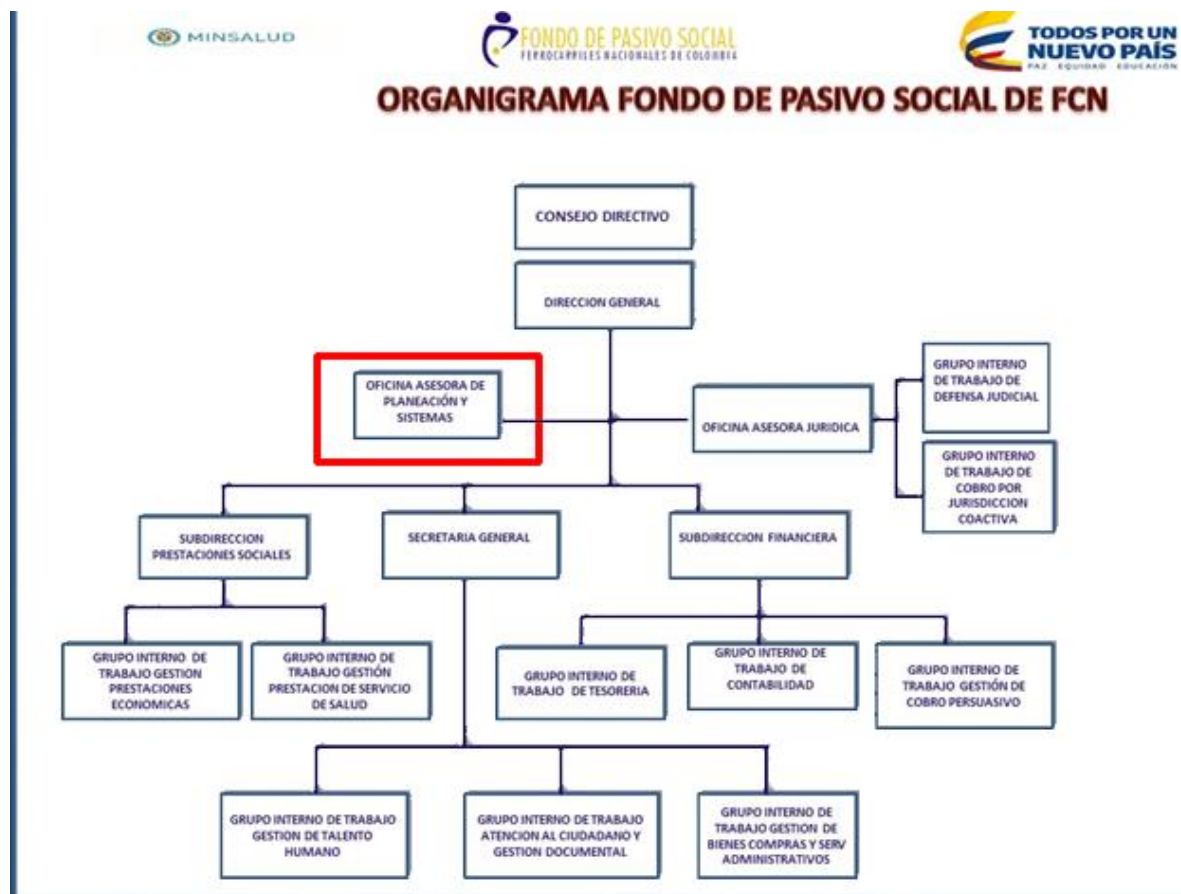 MINSALUD
FONDO DE PASIVO SOCIAL
FERROCARRILES NACIONALES DE COLOMBIA
TODOS POR UN
NUEVO PAÍS
PAZ EQUIDAD EDUCACIÓN
ORGANIGRAMA FONDO DE PASIVO SOCIAL DE FCN
CONSEJO DIRECTIVO
DIRECCION GENERAL
OFICINA ASESORA DE
PLANEACIÓN Y
SISTEMAS
OFICINA ASESORA JURIDICA
GRUPO INTERNO
DE TRABAJO DE
DEFENSA JUDICIAL
GRUPO INTERNO
DE TRABAJO DE
COBRO POR
JURISDICCION
COACTIVA
SUBDIRECCION
PRESTACIONES SOCIALES
SECRETARIA GENERAL
SUBDIRECCION FINANCIERA
GRUPO INTERNO DE
TRABAJO GESTION
PRESTACIONES
ECONOMICAS
GRUPO INTERNO DE
TRABAJO GESTIÓN
PRESTACION DE SERVICIO
DE SALUD
GRUPO INTERNO DE
TRABAJO DE TESORERIA
GRUPO INTERNO DE
TRABAJO DE
CONTABILIDAD
GRUPO INTERNO DE
TRABAJO GESTIÓN DE
COBRO PERSUASIVO
GRUPO INTERNO DE TRABAJO
GESTION DE TALENTO
HUMANO
GRUPO INTERNO DE TRABAJO
ATENCION AL CIUDADANO Y
GESTION DOCUMENTAL
GRUPO INTERNO DE
TRABAJO GESTION DE
BIENES COMPRAS Y SERV
ADMINISTRATIVOS